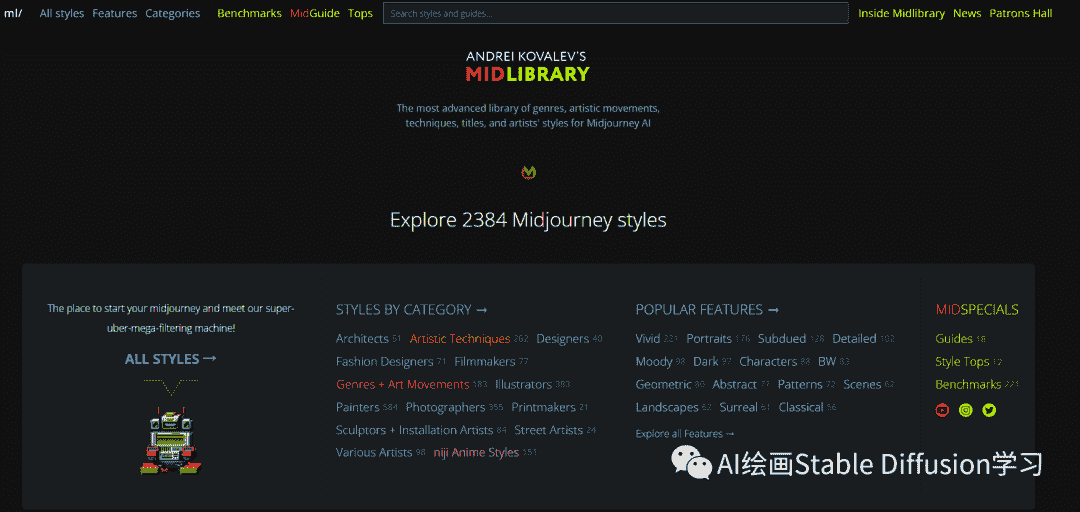 ml/ All styles Features Categories Benchmarks MidGuide Tops Search styles and guides... Inside Midlibrary News Patrons Hall
ANDREI KOVALEV'S
MIDLIBRARY
The most advanced library of genres, artistic movements,
techniques, titles, and artists' styles for Midjourney AI
Explore 2384 Midjourney styles
The place to start your midjourney and meet our super-
uber-mega-filtering machine!
ALL STYLES →
STYLES BY CATEGORY →
Architects 51 Artistic Techniques 262 Designers 40
Fashion Designers 71 Filmmakers 77
Genres + Art Movements 183 Illustrators 393
Painters 584 Photographers 355 Printmakers 21
Sculptors + Installation Artists 84 Street Artists 24
Various Artists 98 niji Anime Styles 151
POPULAR FEATURES →
Vivid 221 Portraits 176 Subdued 128 Detailed 102
Moody 98 Dark 97 Characters 88 BW 83
Geometric 80 Abstract 77 Patterns 72 Scenes 62
Landscapes 62 Surreal 61 Classical 56
Explore all Features →
MIDSPECIALS
Guides 18
Style Tops 12
Benchmarks 221
AI绘画Stable Diffusion学习